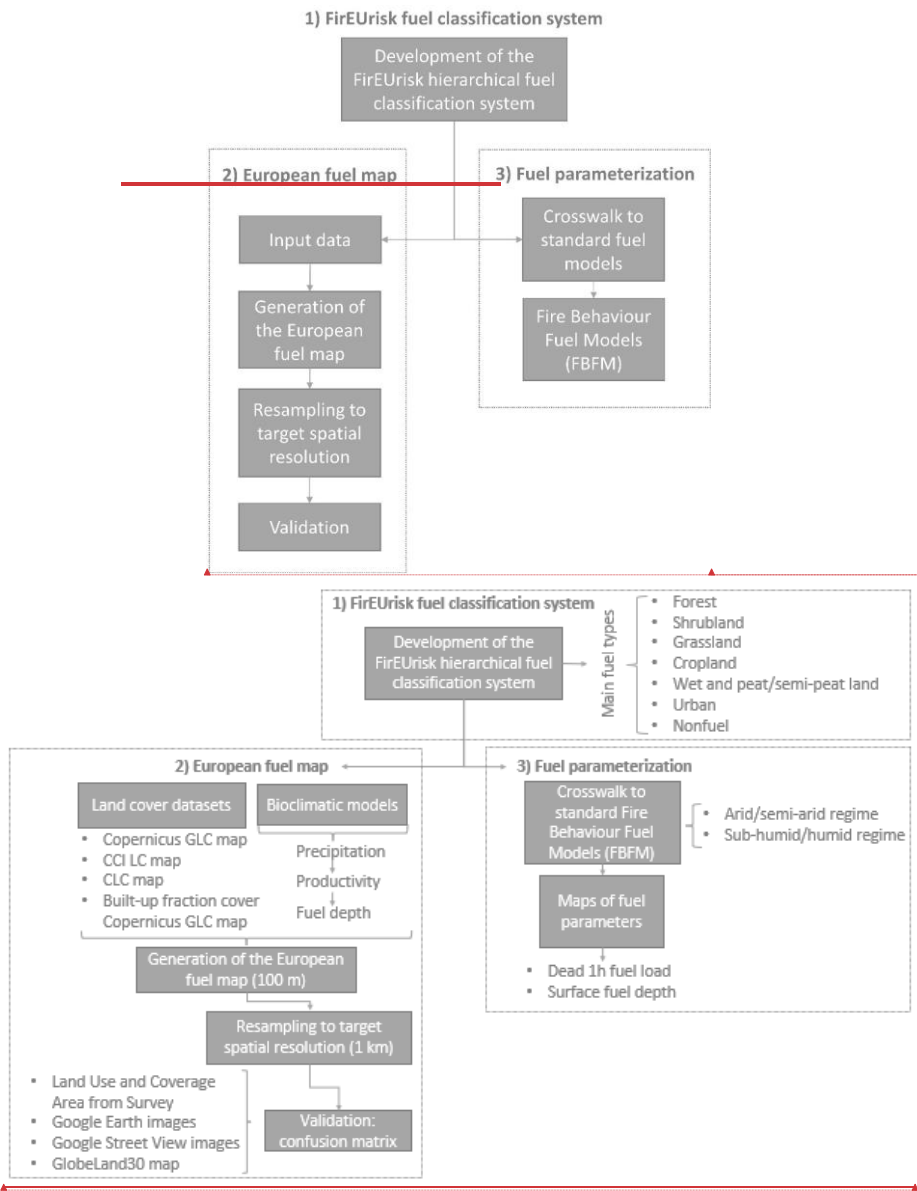 1) FirEUrisk fuel classification system
Development of the
FirEUrisk hierarchical fuel
classification system
2) European fuel map
Input data
Generation of
the European
fuel map
Resampling to
target spatial
resolution
Validation
3) Fuel parameterization
Crosswalk to
standard fuel
models
Fire Behaviour
Fuel Models
(FBFM)
1) FirEUrisk fuel classification system
Development of the
FirEUrisk hierarchical fuel
classification system
Main fuel types
• Forest
• Shrubland
• Grassland
• Cropland
• Wet and peat/semi-peat land
• Urban
• Nonfuel
2) European fuel map
Land cover datasets
• Copernicus GLC map
• CCI LC map
• CLC map
• Built-up fraction cover
Copernicus GLC map
Bioclimatic models
Precipitation
Productivity
Fuel depth
Generation of the European
fuel map (100 m)
Resampling to target
spatial resolution (1 km)
• Land Use and Coverage
Area from Survey
• Google Earth images
• Google Street View images
• GlobeLand30 map
Validation:
confusion matrix
3) Fuel parameterization
Crosswalk to
standard Fire
Behaviour Fuel
Models (FBFM)
• Arid/semi-arid regime
• Sub-humid/humid regime
Maps of fuel
parameters
• Dead 1h fuel load
• Surface fuel depth